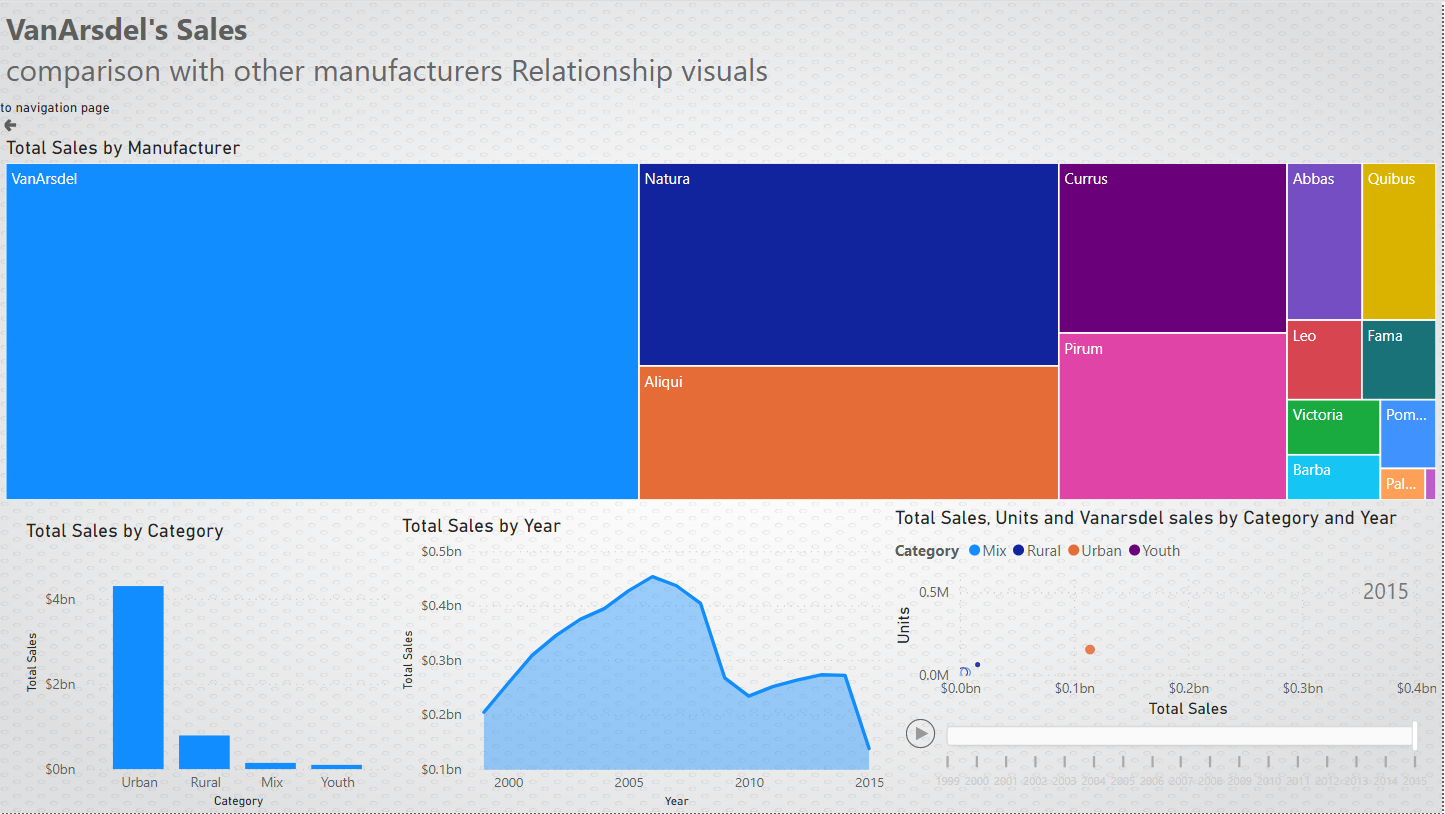 VanArsdel's Sales
comparison with other manufacturers Relationship visuals
to navigation page
Total Sales by Manufacturer
VanArsdel
Natura
Aliqui
Currus
Pirum
Abbas
Quibus
Leo
Fama
Victoria
Pom...
Barba
Pal...
Total Sales by Category
Total Sales
$4bn
$2bn
$0bn
Urban Rural Mix Youth
Category
Total Sales by Year
Total Sales
$0.5bn
$0.4bn
$0.3bn
$0.2bn
$0.1bn
2000 2005 2010 2015
Year
Total Sales, Units and Vanarsdel sales by Category and Year
Category Mix Rural Urban Youth
2015
Units
0.5M
0.0M
$0.0bn $0.1bn $0.2bn $0.3bn $0.4bn
Total Sales
1999 2000 2001 2002 2003 2004 2005 2006 2007 2008 2009 2010 2011 2012 2013 2014 2015